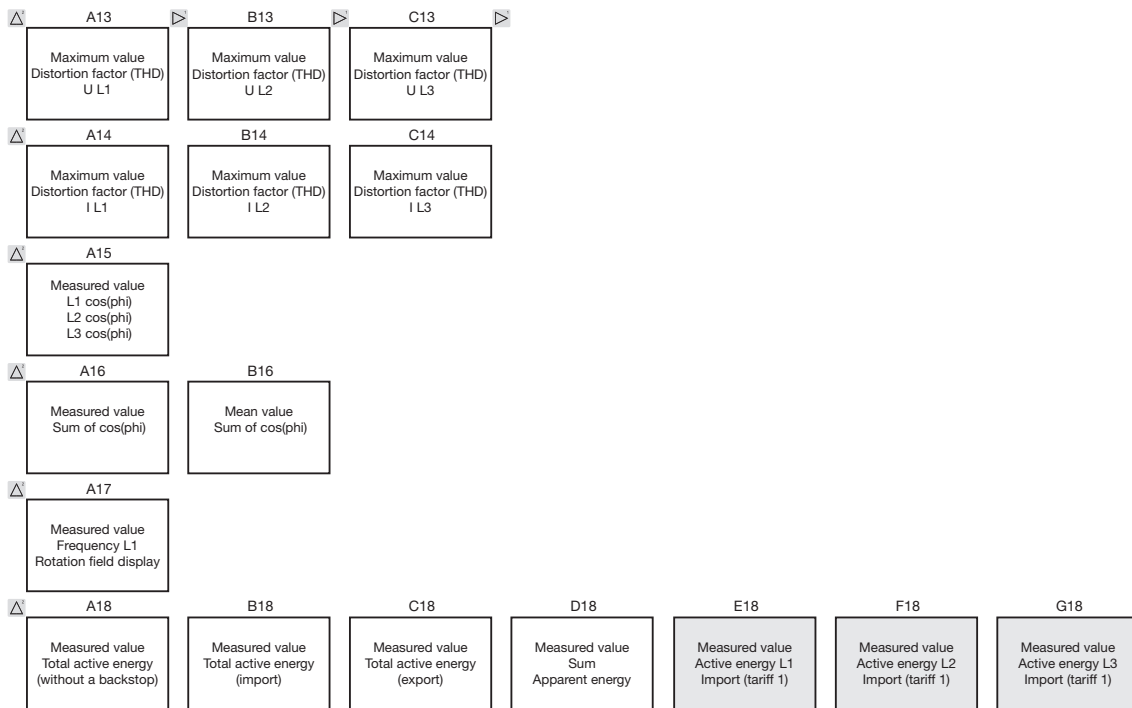 A13
B13
C13
Maximum value
Distortion factor (THD)
U L1
Maximum value
Distortion factor (THD)
U L2
Maximum value
Distortion factor (THD)
U L3
A14
B14
C14
Maximum value
Distortion factor (THD)
I L1
Maximum value
Distortion factor (THD)
I L2
Maximum value
Distortion factor (THD)
I L3
A15
Measured value
L1 cos(phi)
L2 cos(phi)
L3 cos(phi)
A16
B16
Measured value
Sum of cos(phi)
Mean value
Sum of cos(phi)
A17
Measured value
Frequency L1
Rotation field display
A18
B18
C18
D18
E18
F18
G18
Measured value
Total active energy
(without a backstop)
Measured value
Total active energy
(import)
Measured value
Total active energy
(export)
Measured value
Sum
Apparent energy
Measured value
Active energy L1
Import (tariff 1)
Measured value
Active energy L2
Import (tariff 1)
Measured value
Active energy L3
Import (tariff 1)